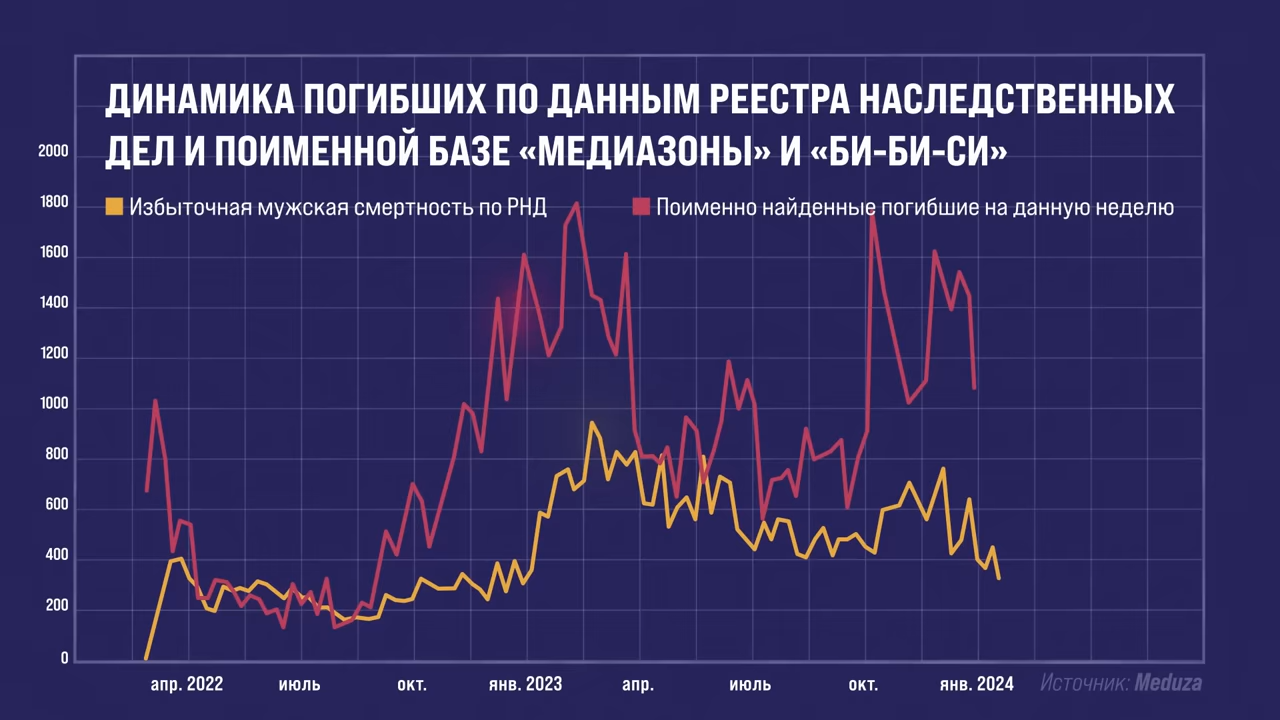 ДИНАМИКА ПОГИБШИХ ПО ДАННЫМ РЕЕСТРА НАСЛЕДСТВЕННЫХ
ДЕЛ И ПОИМЕННОЙ БАЗЕ «МЕДИАЗОНЫ» И «БИ-БИ-СИ»
Избыточная мужская смертность по РНД
Поименно найденные погибшие на данную неделю
2000
1800
1600
1400
1200
1000
800
600
400
200
0
апр. 2022 июль окт. янв. 2023 апр. июль окт. янв. 2024
Источник: Meduza